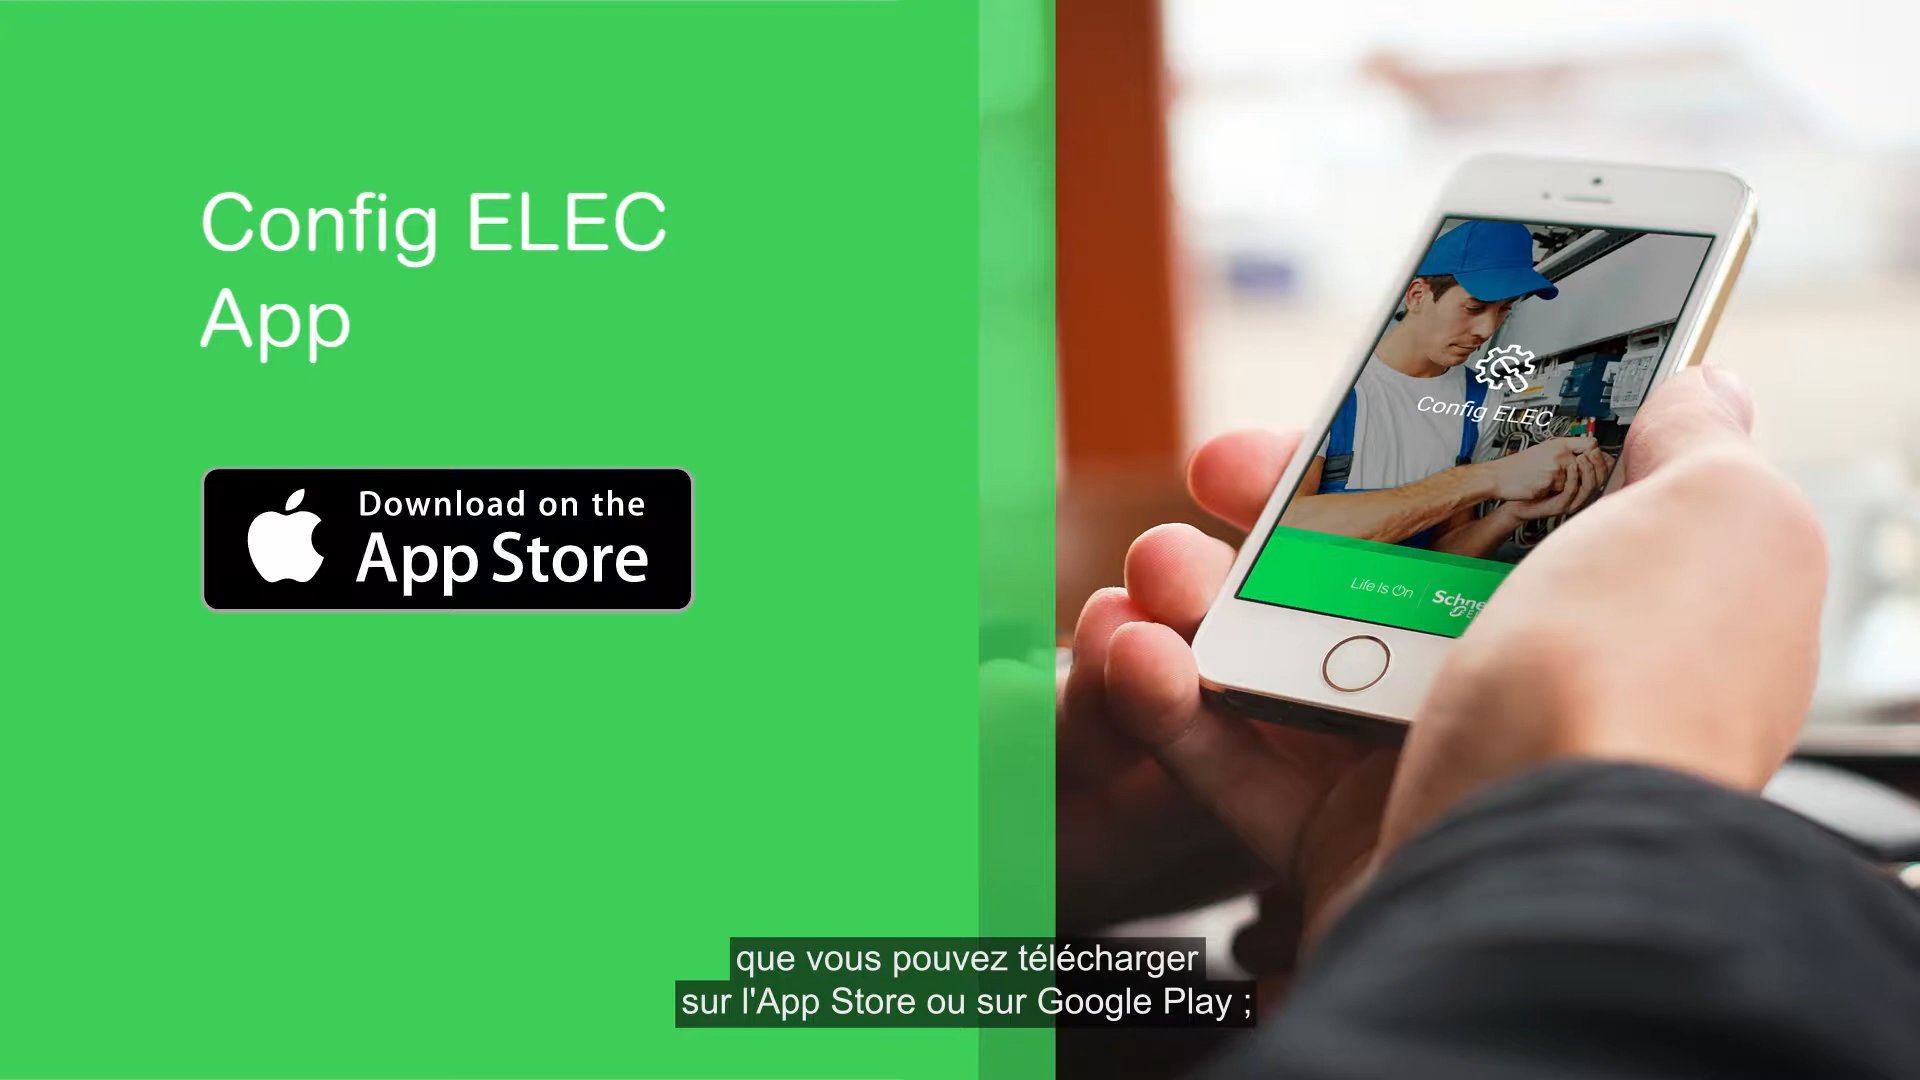 Config ELEC
App
Download on the
App Store
Config ELEC
Life Is On
que vous pouvez télécharger
sur l'App Store ou sur Google Play ;